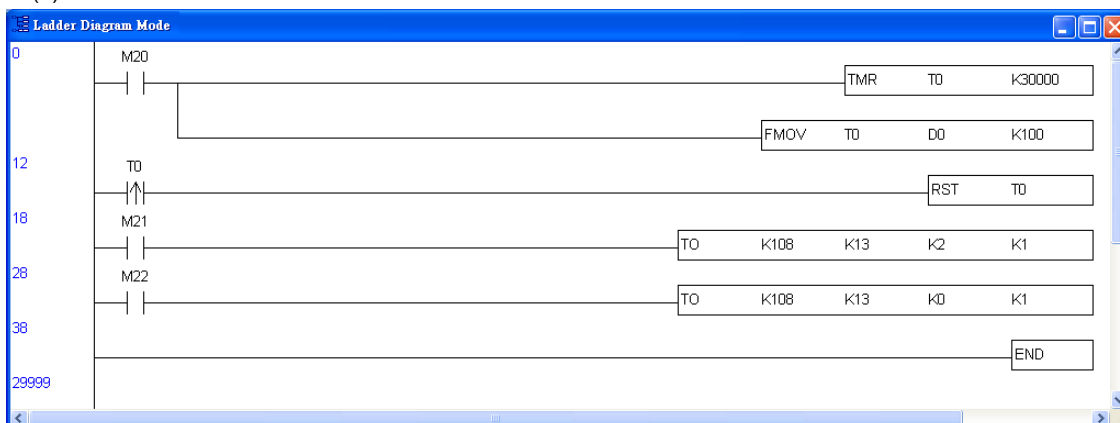 Ladder Diagram Mode
0
M20
TMR T0 K30000
FMOV T0 D0 K100
12
T0
RST T0
18
M21
TO K108 K13 K2 K1
28
M22
TO K108 K13 K0 K1
38
END
29999